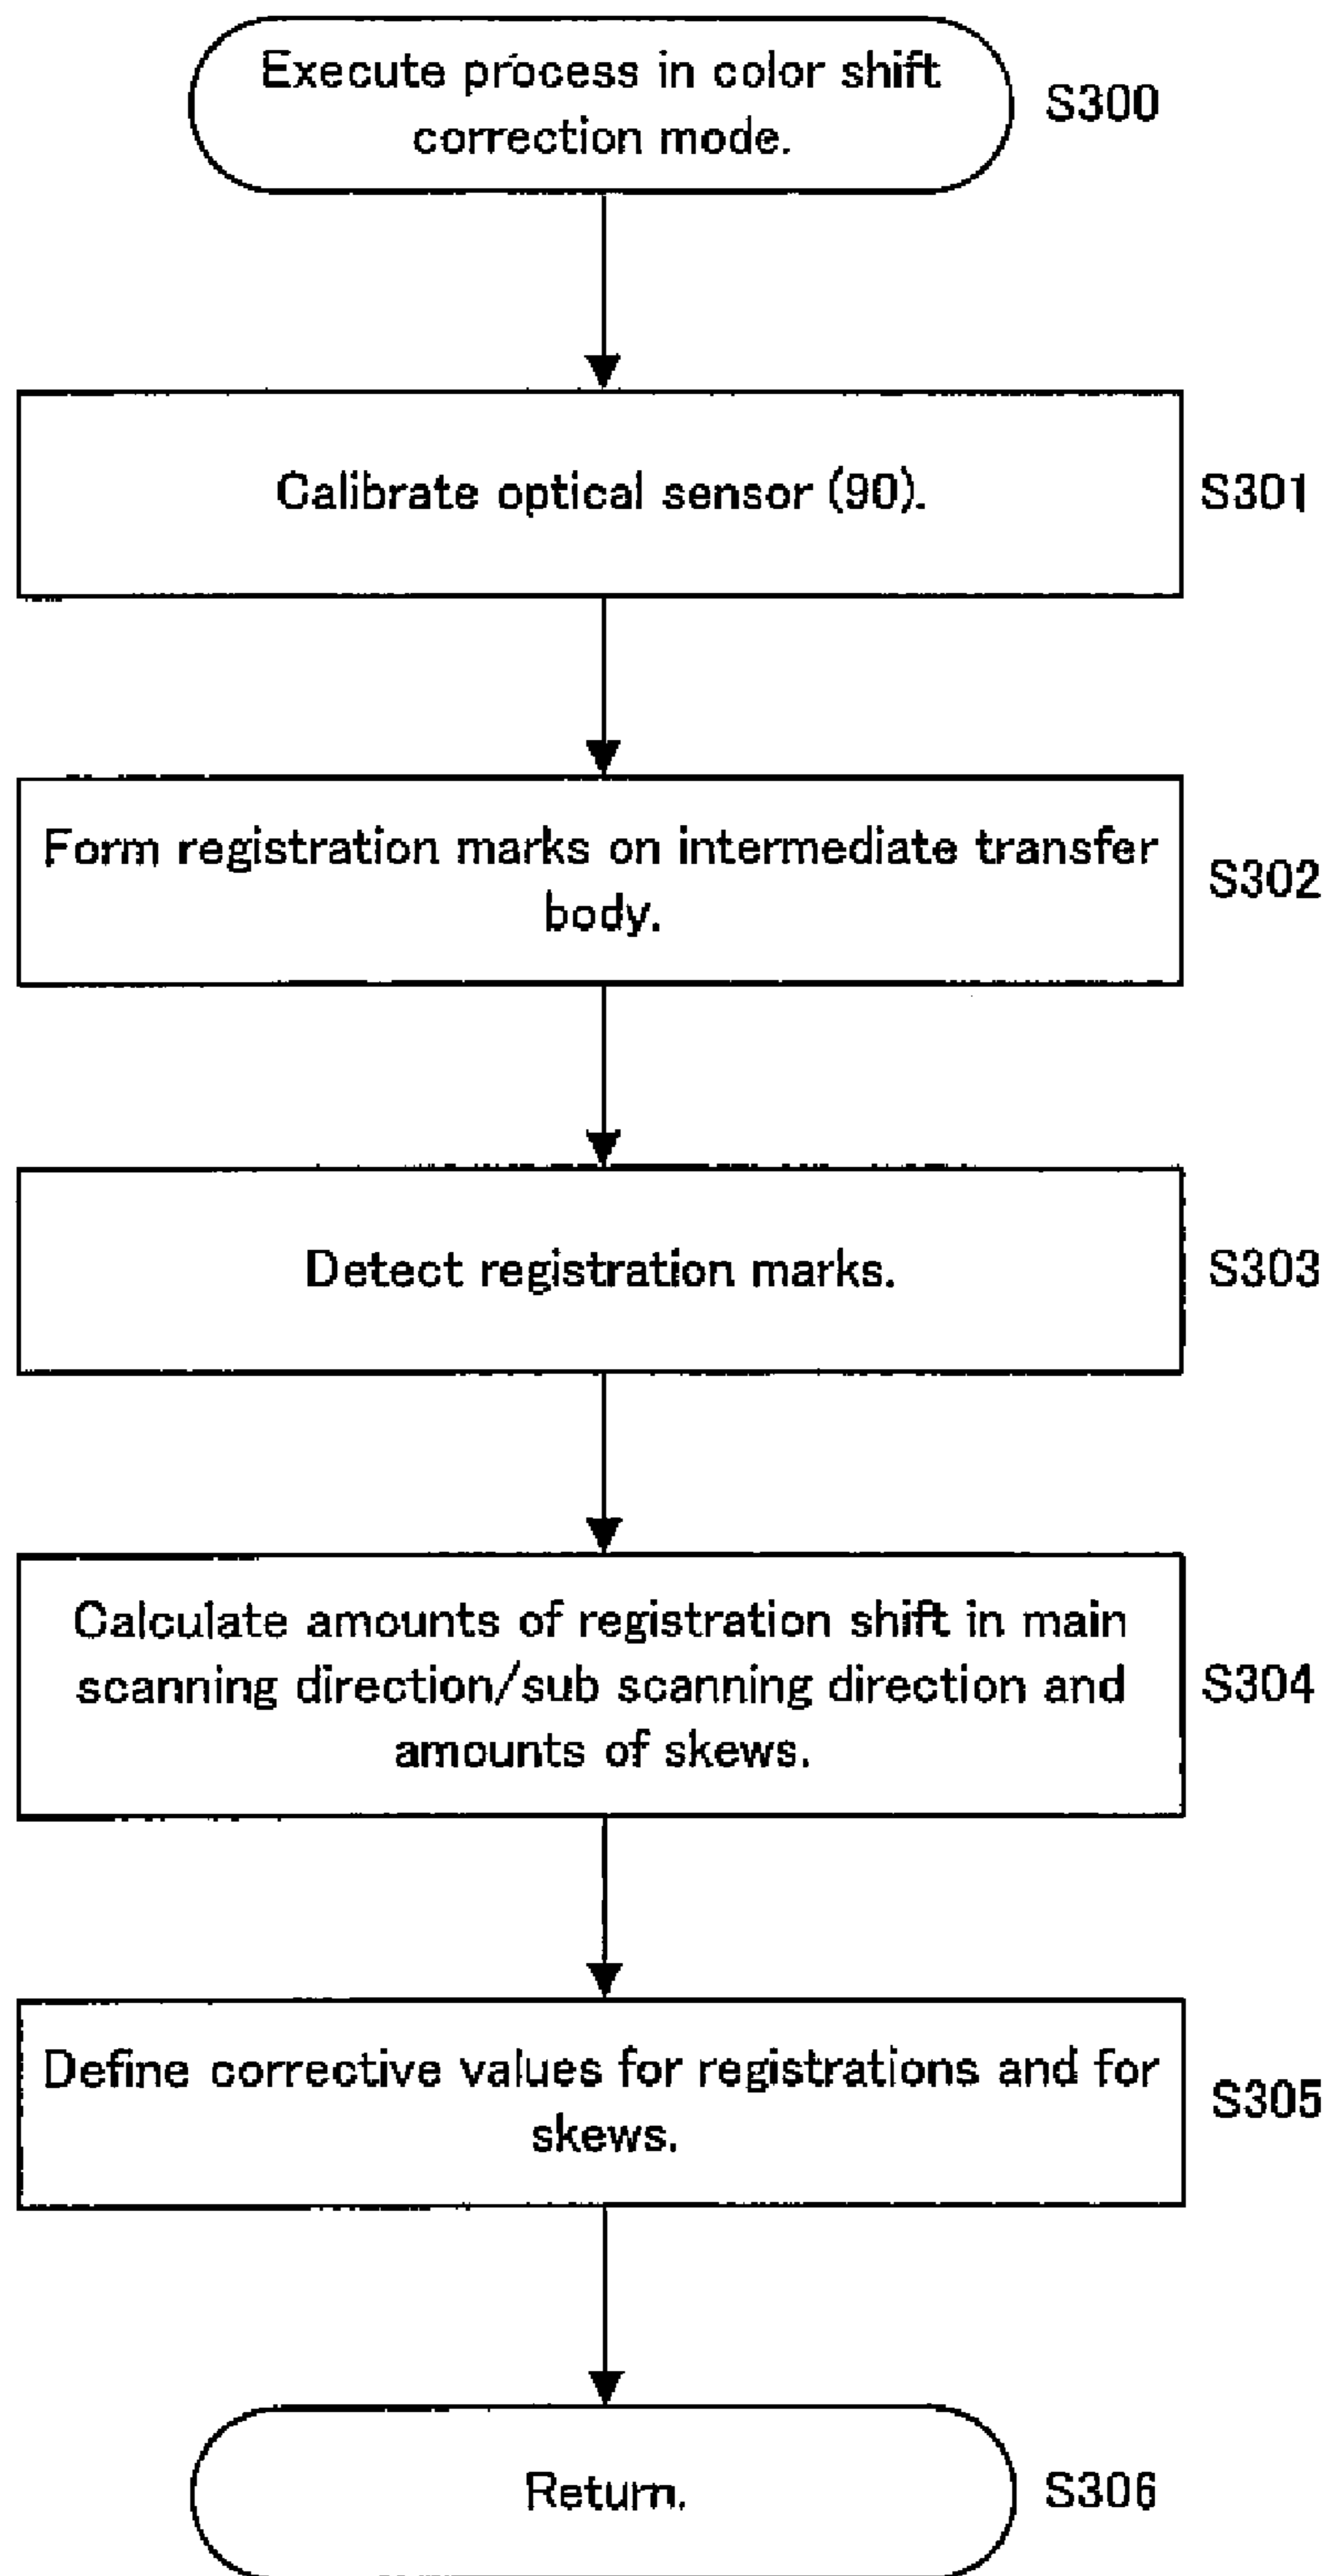 Execute process in color shift
correction mode.
S300
Calibrate optical sensor (90).
S301
Form registration marks on intermediate transfer
body.
S302
Detect registration marks.
S303
Calculate amounts of registration shift in main
scanning direction/sub scanning direction and
amounts of skews.
S304
Define corrective values for registrations and for
skews.
S305
Return.
S306